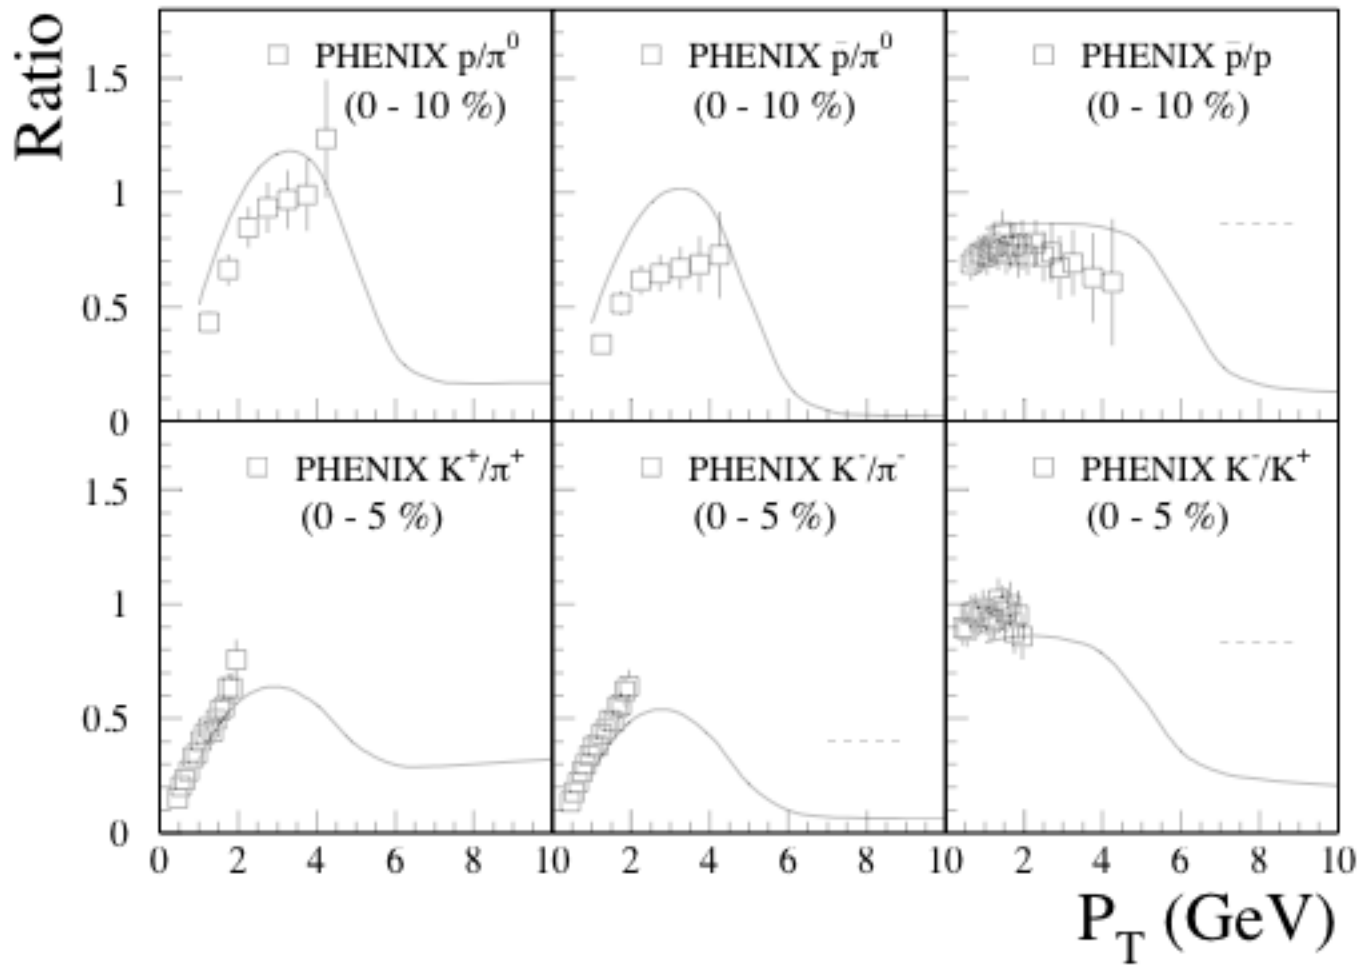 Ratio
PHENIX p/π⁰
(0 - 10 %)
PHENIX p̄/π⁰
(0 - 10 %)
PHENIX p̄/p
(0 - 10 %)
1.5
1
0.5
0
PHENIX K⁺/π⁺
(0 - 5 %)
PHENIX K⁻/π⁻
(0 - 5 %)
PHENIX K⁻/K⁺
(0 - 5 %)
1.5
1
0.5
0
0 2 4 6 8 10 2 4 6 8 10 2 4 6 8 10
P_T (GeV)